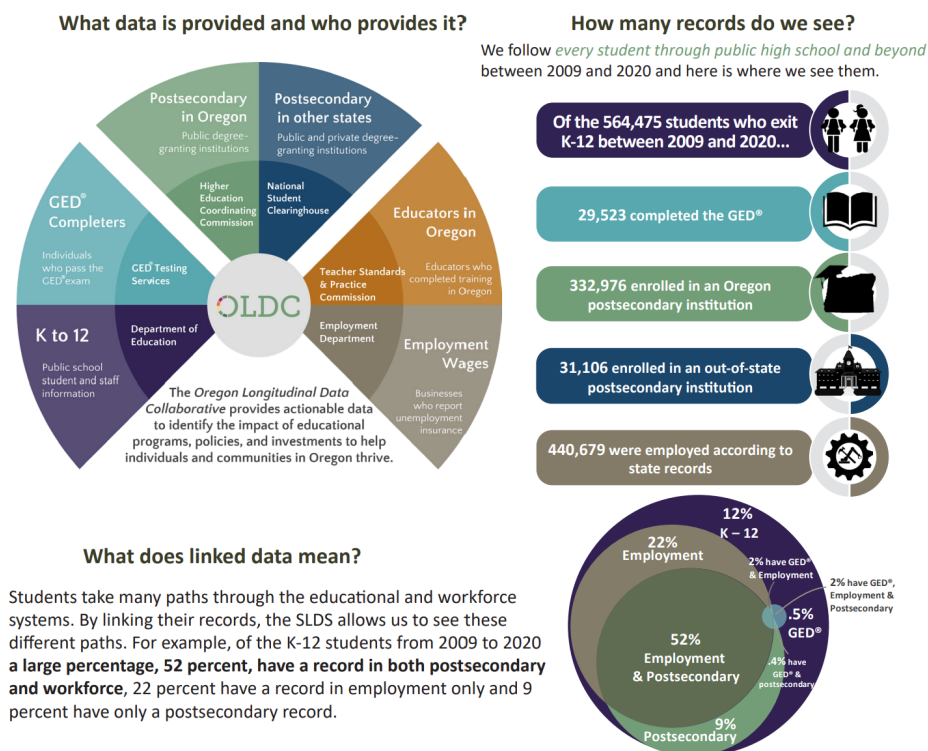 What data is provided and who provides it?
Postsecondary
in Oregon
Public degree-
granting institutions
Higher
Education
Coordinating
Commission
Postsecondary
in other states
Public and private degree-
granting institutions
National
Student
Clearinghouse
GED®
Completers
Individuals
who pass the
GED® exam
GED® Testing
Services
Educators in
Oregon
Educators who
completed training
in Oregon
Teacher Standards
& Practice
Commission
K to 12
Public school
student and staff
information
Department of
Education
Employment
Department
Employment
Wages
Businesses
who report
unemployment
insurance
OLDC
The Oregon Longitudinal Data
Collaborative provides actionable data
to identify the impact of educational
programs, policies, and investments to help
individuals and communities in Oregon thrive.
How many records do we see?
We follow every student through public high school and beyond
between 2009 and 2020 and here is where we see them.
Of the 564,475 students who exit
K-12 between 2009 and 2020...
29,523 completed the GED®
332,976 enrolled in an Oregon
postsecondary institution
31,106 enrolled in an out-of-state
postsecondary institution
440,679 were employed according to
state records
What does linked data mean?
Students take many paths through the educational and workforce
systems. By linking their records, the SLDS allows us to see these
different paths. For example, of the K-12 students from 2009 to 2020
a large percentage, 52 percent, have a record in both postsecondary
and workforce, 22 percent have a record in employment only and 9
percent have only a postsecondary record.
12%
K – 12
22%
Employment
2% have GED®
& Employment
2% have GED®,
Employment &
Postsecondary
.5%
GED®
52%
Employment
& Postsecondary
.4% have
GED® &
postsecondary
9%
Postsecondary